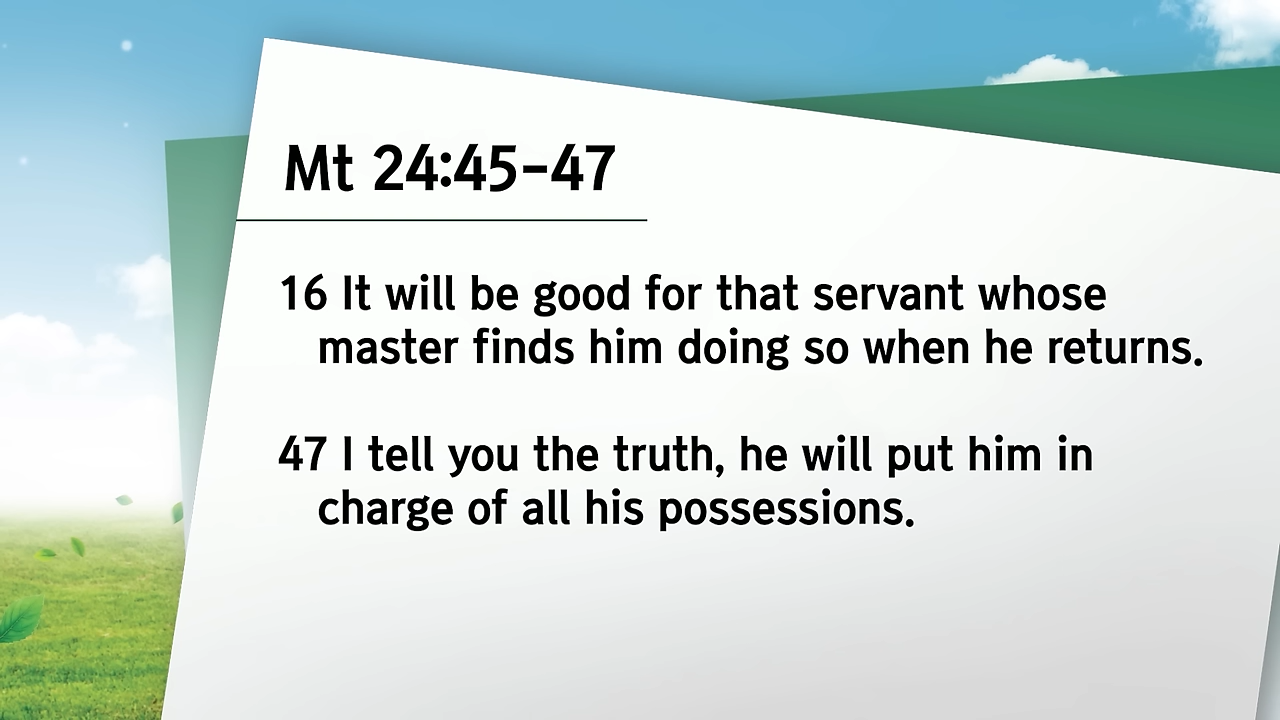 Mt 24:45-47
16 It will be good for that servant whose
master finds him doing so when he returns.
47 I tell you the truth, he will put him in
charge of all his possessions.